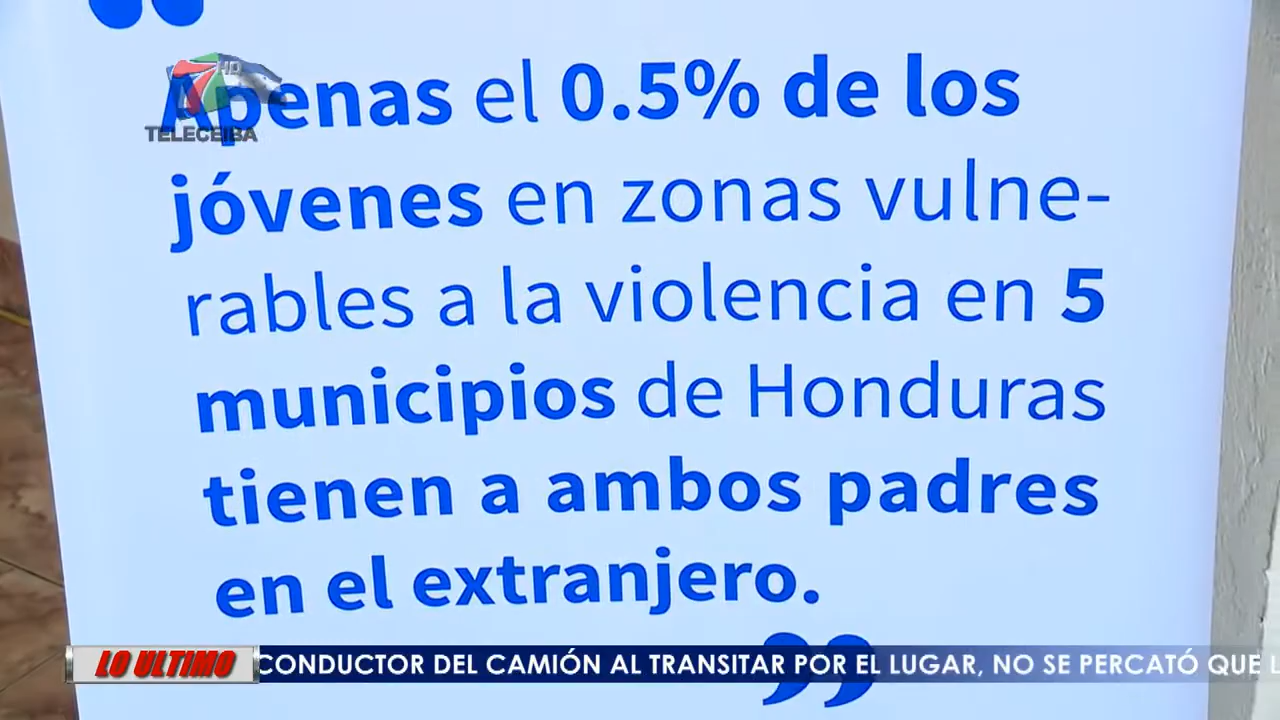 “
7 HD
TELECEIBA
Apenas el 0.5% de los
jóvenes en zonas vulne-
rables a la violencia en 5
municipios de Honduras
tienen a ambos padres
en el extranjero.
”
LO ULTIMO
CONDUCTOR DEL CAMIÓN AL TRANSITAR POR EL LUGAR, NO SE PERCATÓ QUE L